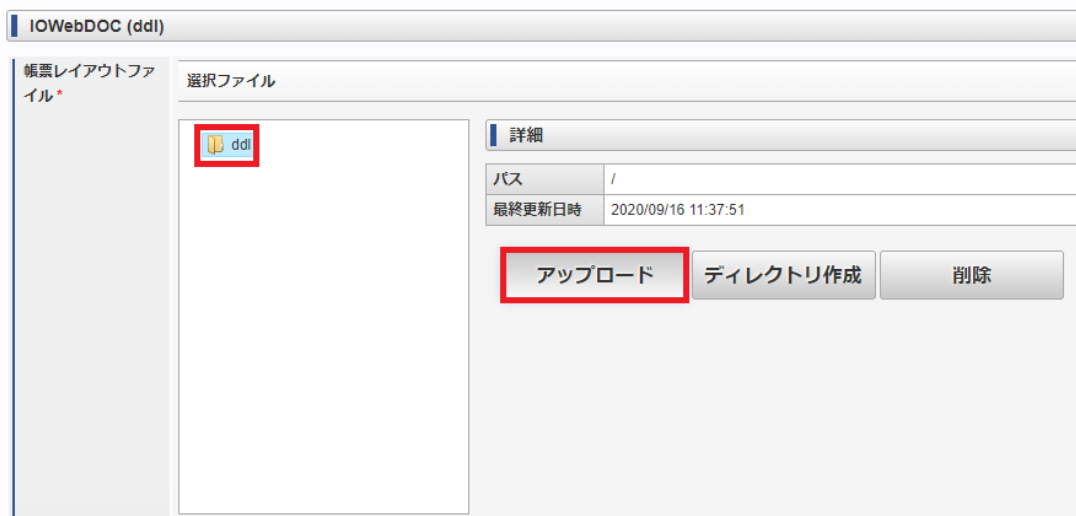 IOWebDOC (ddl)
帳票レイアウトファ
イル*
選択ファイル
ddl
詳細
パス /
最終更新日時 2020/09/16 11:37:51
アップロード ディレクトリ作成 削除